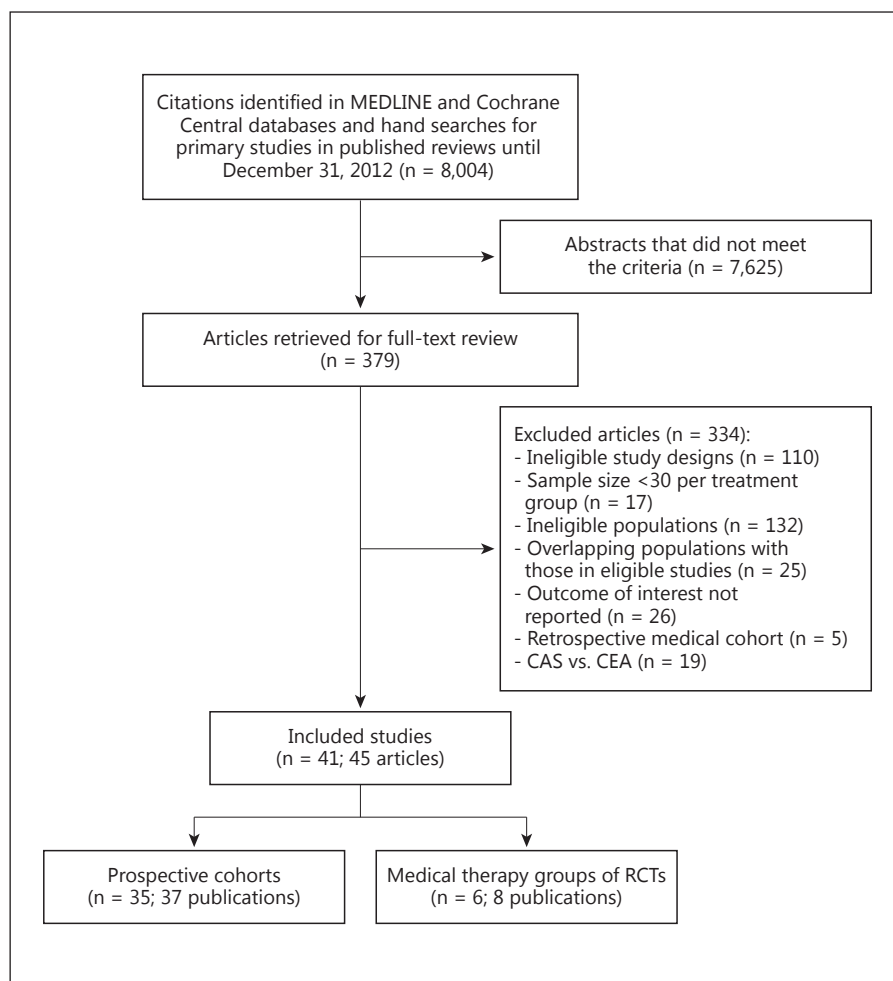 Citations identified in MEDLINE and Cochrane
Central databases and hand searches for
primary studies in published reviews until
December 31, 2012 (n = 8,004)
Abstracts that did not meet
the criteria (n = 7,625)
Articles retrieved for full-text review
(n = 379)
Excluded articles (n = 334):
- Ineligible study designs (n = 110)
- Sample size <30 per treatment
group (n = 17)
- Ineligible populations (n = 132)
- Overlapping populations with
those in eligible studies (n = 25)
- Outcome of interest not
reported (n = 26)
- Retrospective medical cohort (n = 5)
- CAS vs. CEA (n = 19)
Included studies
(n = 41; 45 articles)
Prospective cohorts
(n = 35; 37 publications)
Medical therapy groups of RCTs
(n = 6; 8 publications)